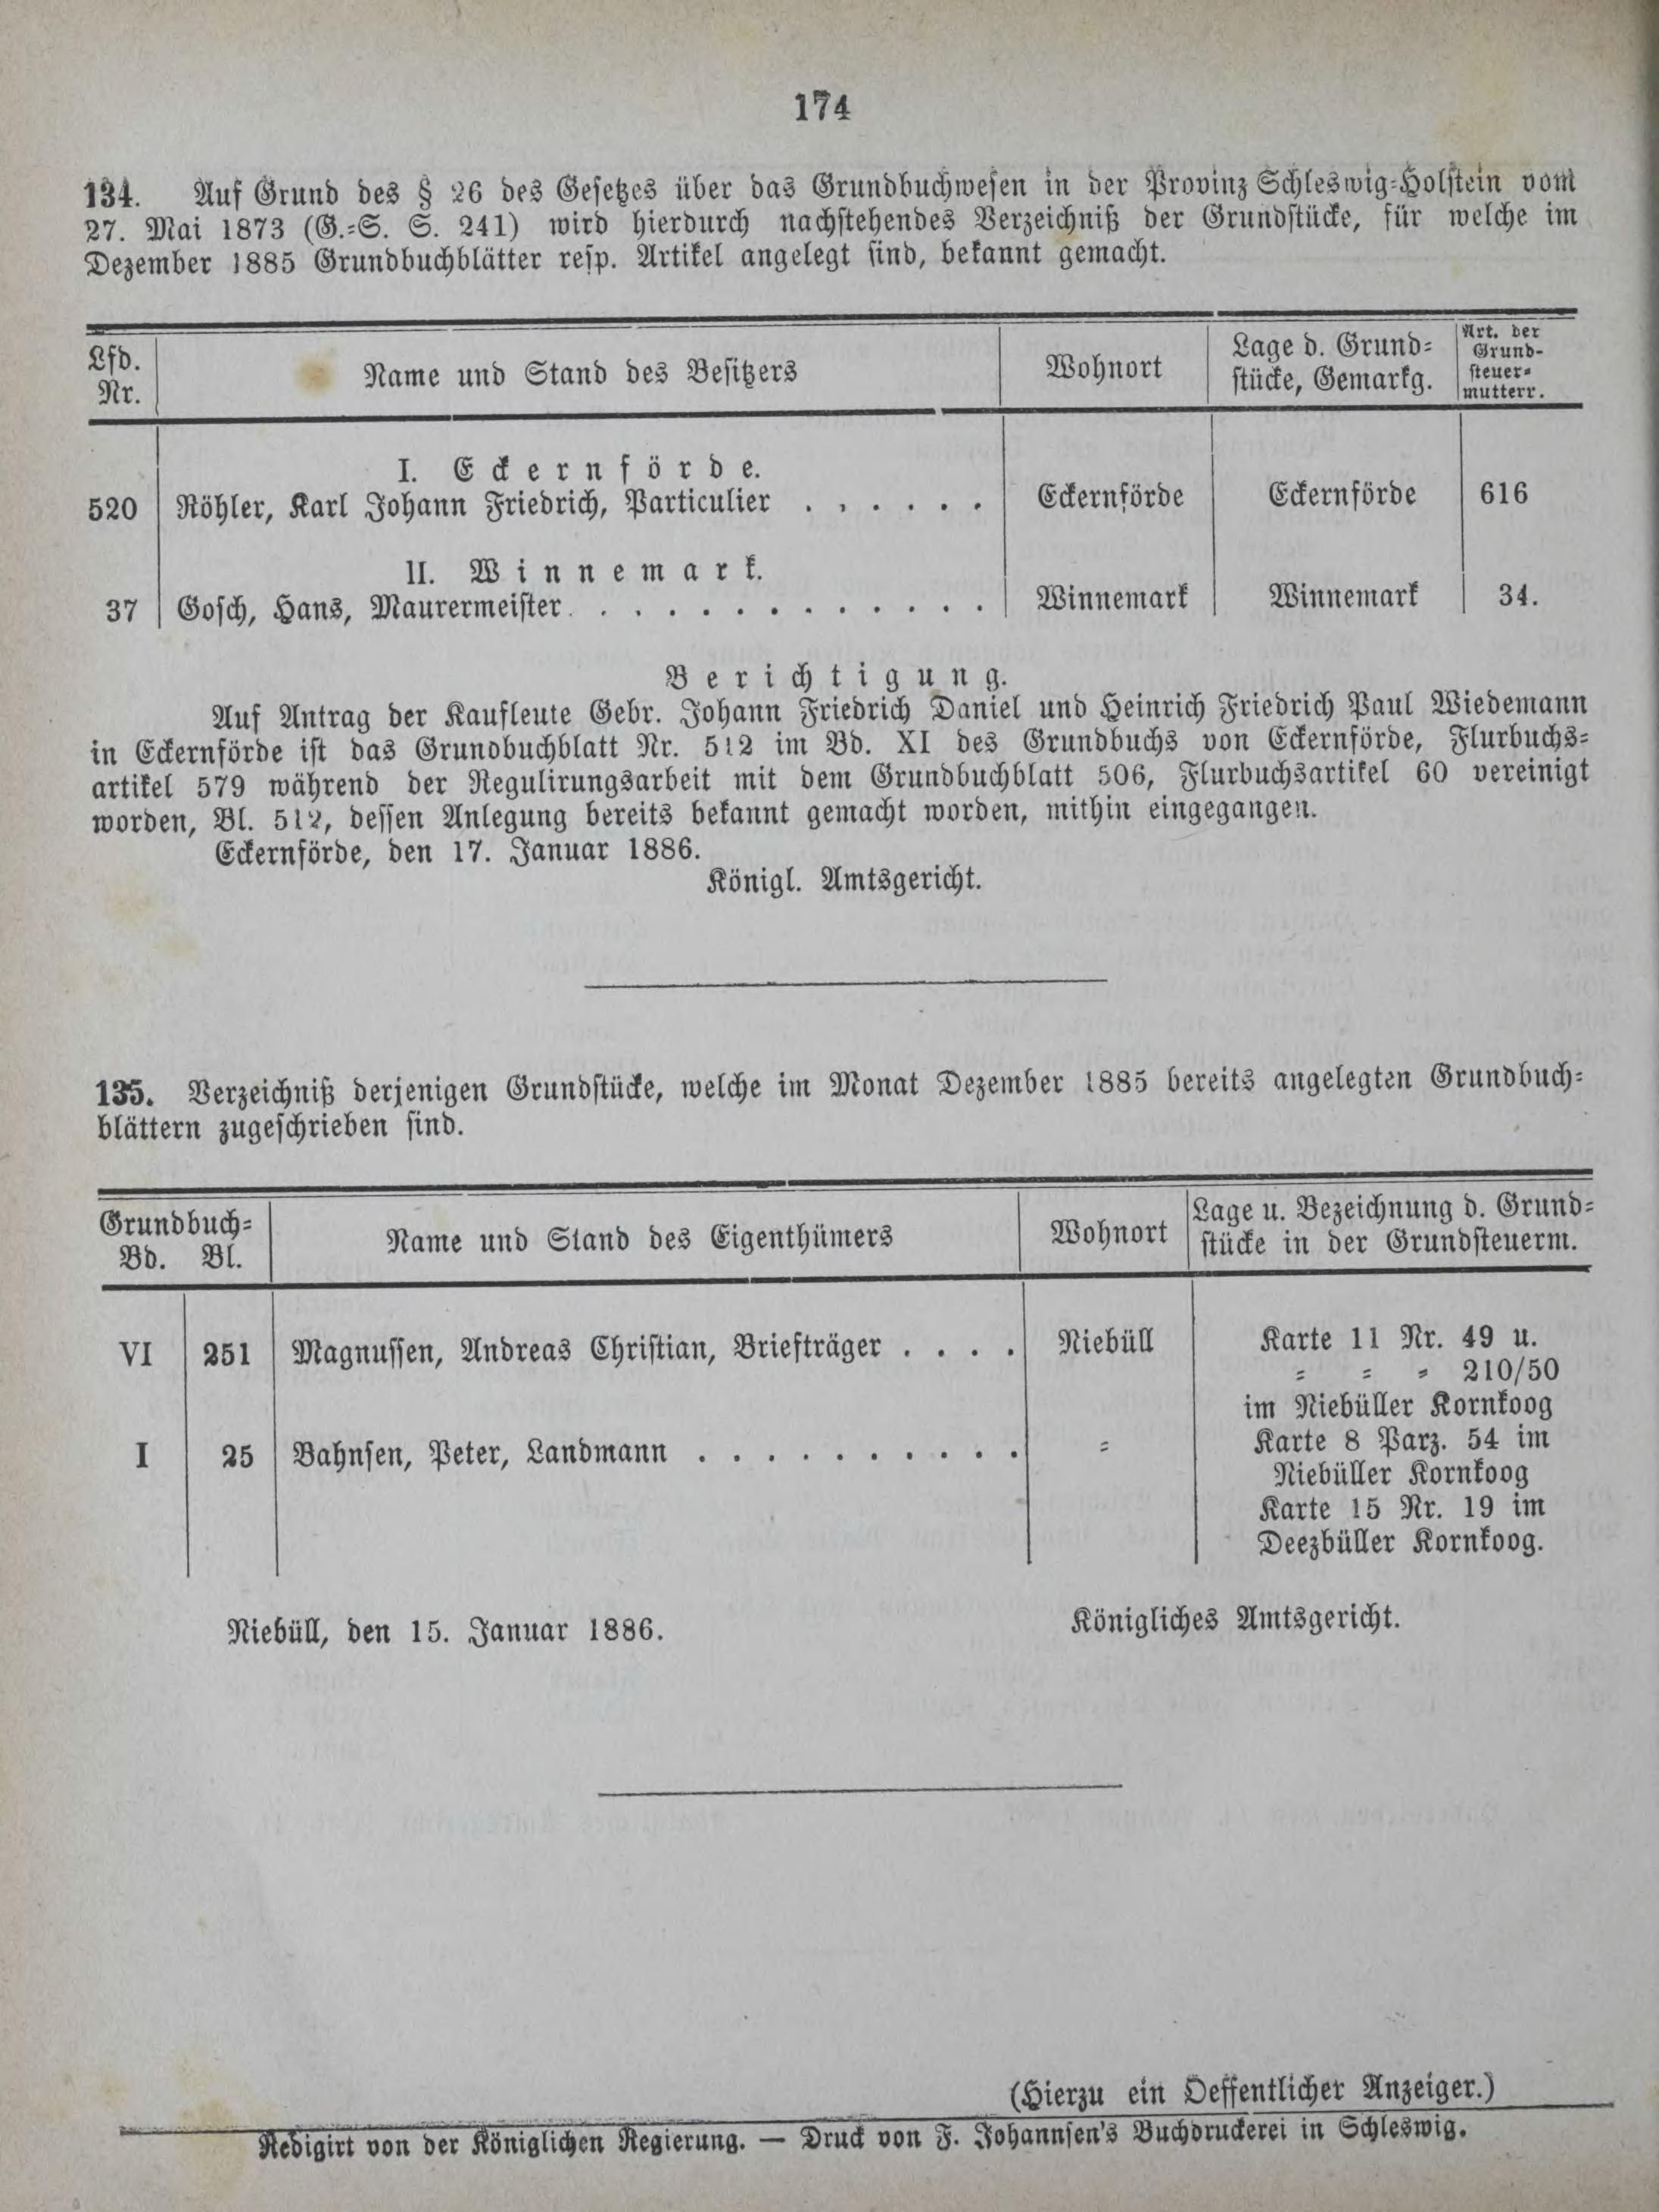 174
134. Auf Grund des § 26 des Gesetzes über das Grundbuchwesen in der Provinz Schleswig-Holstein vom
27. Mai 1873 (G.-S. S. 241) wird hierdurch nachstehendes Verzeichniß der Grundstücke, für welche im
Dezember 1885 Grundbuchblätter resp. Artikel angelegt sind, bekannt gemacht.
Lfd. Nr. | Name und Stand des Besitzers | Wohnort | Lage d. Grund-stücke, Gemarkg. | Art. der Grund-steuer-mutterr.
I. Eckernförde.
520 | Röhler, Karl Johann Friedrich, Particulier . . . . . . | Eckernförde | Eckernförde | 616
II. Winnemark.
37 | Gosch, Hans, Maurermeister. . . . . . . . . . . . . | Winnemark | Winnemark | 34.
Berichtigung.
Auf Antrag der Kaufleute Gebr. Johann Friedrich Daniel und Heinrich Friedrich Paul Wiedemann
in Eckernförde ist das Grundbuchblatt Nr. 512 im Bd. XI des Grundbuchs von Eckernförde, Flurbuchs-
artikel 579 während der Regulirungsarbeit mit dem Grundbuchblatt 506, Flurbuchsartikel 60 vereinigt
worden, Bl. 512, dessen Anlegung bereits bekannt gemacht worden, mithin eingegangen.
Eckernförde, den 17. Januar 1886.
Königl. Amtsgericht.
135. Verzeichniß derjenigen Grundstücke, welche im Monat Dezember 1885 bereits angelegten Grundbuch-
blättern zugeschrieben sind.
Grundbuch- Bd. Bl. | Name und Stand des Eigenthümers | Wohnort | Lage u. Bezeichnung d. Grund-stücke in der Grundsteuerm.
VI | 251 | Magnussen, Andreas Christian, Briefträger . . . . | Niebüll | Karte 11 Nr. 49 u.
= = = 210/50
im Niebüller Kornkoog
I | 25 | Bahnsen, Peter, Landmann . . . . . . . . . . | = | Karte 8 Parz. 54 im
Niebüller Kornkoog
Karte 15 Nr. 19 im
Deezbüller Kornkoog.
Niebüll, den 15. Januar 1886. Königliches Amtsgericht.
(Hierzu ein Oeffentlicher Anzeiger.)
Redigirt von der Königlichen Regierung. — Druck von F. Johannsen's Buchdruckerei in Schleswig.